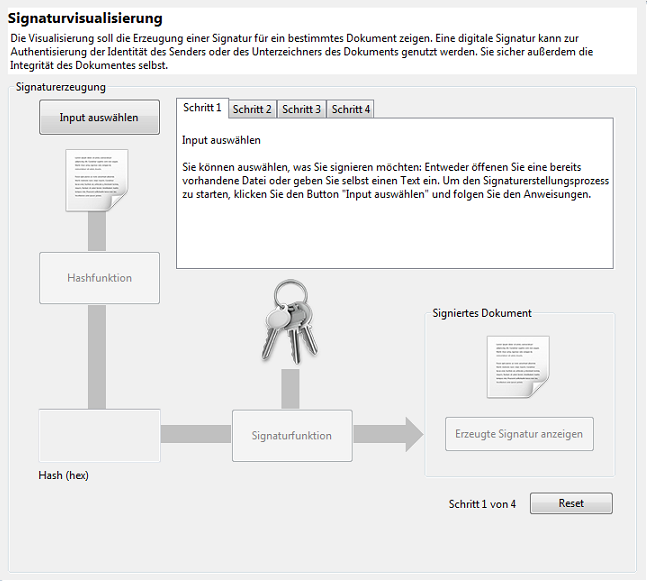 Signaturvisualisierung
Die Visualisierung soll die Erzeugung einer Signatur für ein bestimmtes Dokument zeigen. Eine digitale Signatur kann zur
Authentisierung der Identität des Senders oder des Unterzeichners des Dokuments genutzt werden. Sie sicher außerdem die
Integrität des Dokumentes selbst.
Signaturerzeugung
Input auswählen
Schritt 1
Schritt 2
Schritt 3
Schritt 4
Input auswählen
Sie können auswählen, was Sie signieren möchten: Entweder öffenen Sie eine bereits
vorhandene Datei oder geben Sie selbst einen Text ein. Um den Signaturerstellungsprozess
zu starten, klicken Sie den Button "Input auswählen" und folgen Sie den Anweisungen.
Hashfunktion
Signiertes Dokument
Signaturfunktion
Erzeugte Signatur anzeigen
Hash (hex)
Schritt 1 von 4
Reset